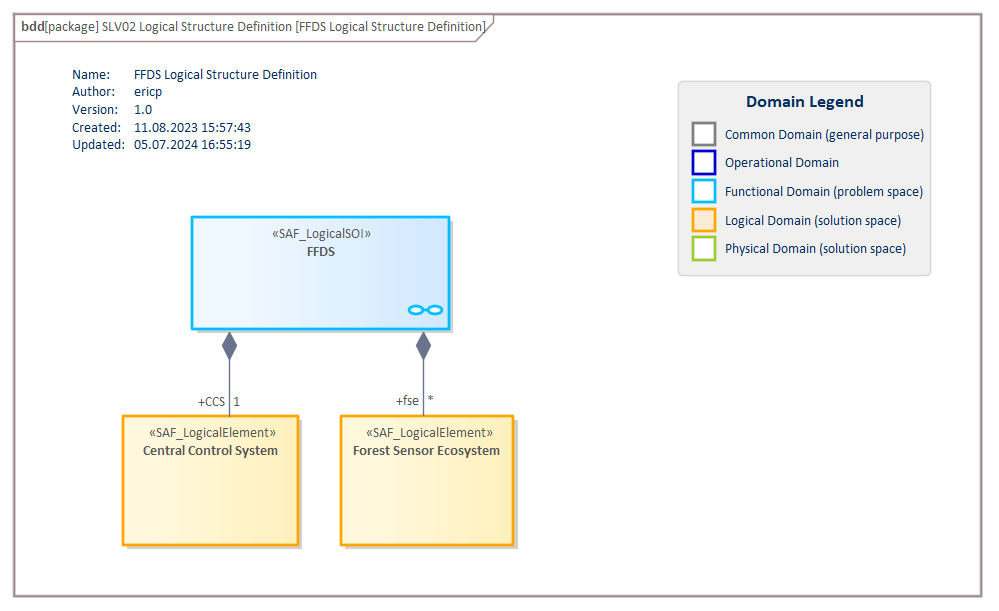 bdd[package] SLV02 Logical Structure Definition [FFDS Logical Structure Definition]
Name: FFDS Logical Structure Definition
Author: ericp
Version: 1.0
Created: 11.08.2023 15:57:43
Updated: 05.07.2024 16:55:19
Domain Legend
Common Domain (general purpose)
Operational Domain
Functional Domain (problem space)
Logical Domain (solution space)
Physical Domain (solution space)
«SAF_LogicalSOI»
FFDS
+CCS 1
+fse *
«SAF_LogicalElement»
Central Control System
«SAF_LogicalElement»
Forest Sensor Ecosystem